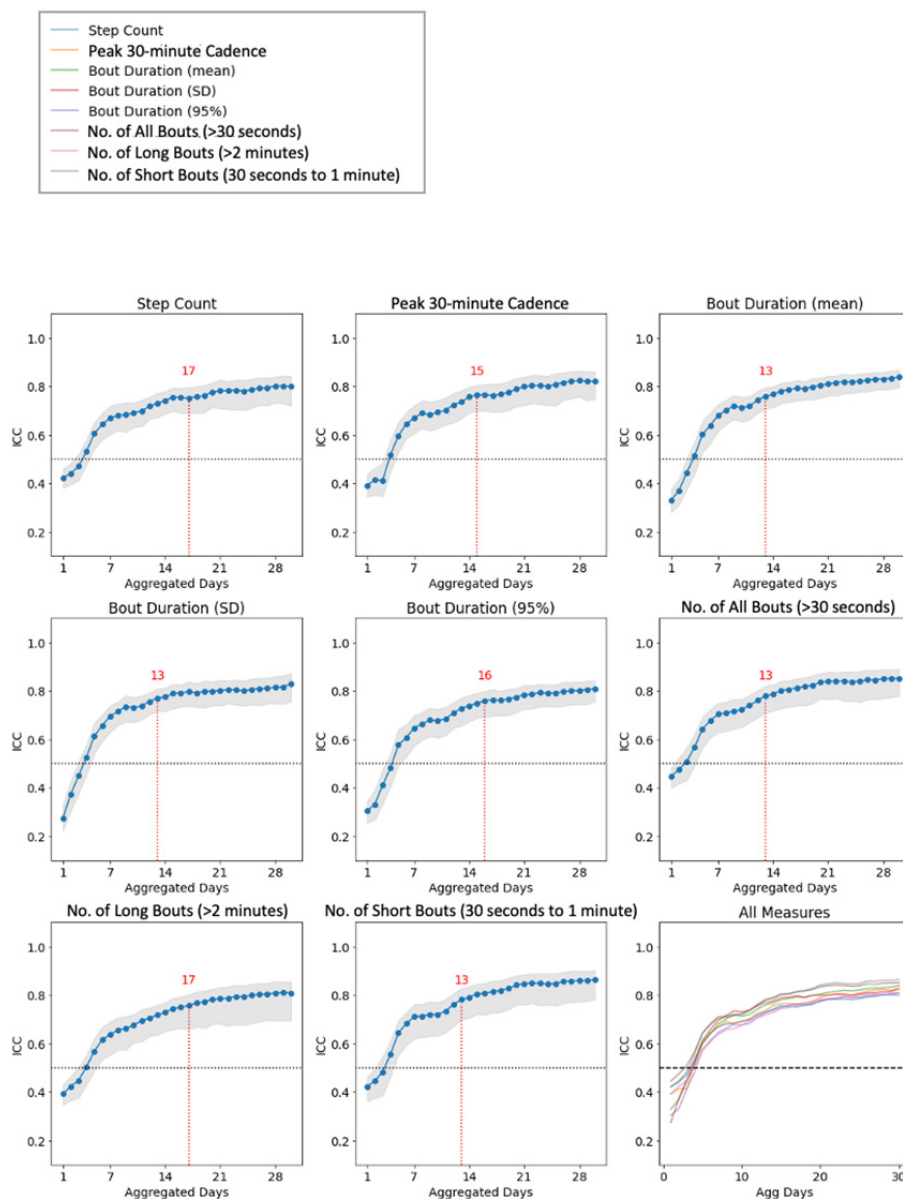 Step Count
Peak 30-minute Cadence
Bout Duration (mean)
Bout Duration (SD)
Bout Duration (95%)
No. of All Bouts (>30 seconds)
No. of Long Bouts (>2 minutes)
No. of Short Bouts (30 seconds to 1 minute)
Step Count
1.0
0.8
0.6
0.4
0.2
ICC
17
1 7 14 21 28
Aggregated Days
Peak 30-minute Cadence
1.0
0.8
0.6
0.4
0.2
ICC
15
1 7 14 21 28
Aggregated Days
Bout Duration (mean)
1.0
0.8
0.6
0.4
0.2
ICC
13
1 7 14 21 28
Aggregated Days
Bout Duration (SD)
1.0
0.8
0.6
0.4
0.2
ICC
13
1 7 14 21 28
Aggregated Days
Bout Duration (95%)
1.0
0.8
0.6
0.4
0.2
ICC
16
1 7 14 21 28
Aggregated Days
No. of All Bouts (>30 seconds)
1.0
0.8
0.6
0.4
0.2
ICC
13
1 7 14 21 28
Aggregated Days
No. of Long Bouts (>2 minutes)
1.0
0.8
0.6
0.4
0.2
ICC
17
1 7 14 21 28
Aggregated Days
No. of Short Bouts (30 seconds to 1 minute)
1.0
0.8
0.6
0.4
0.2
ICC
13
1 7 14 21 28
Aggregated Days
All Measures
1.0
0.8
0.6
0.4
0.2
ICC
0 10 20 30
Agg Days